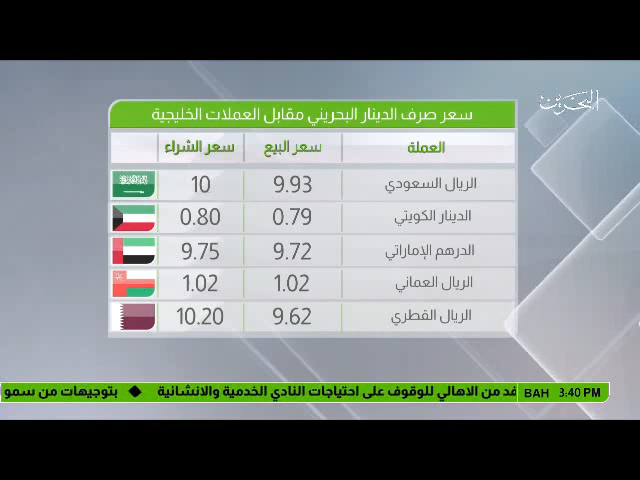 البحرين
سعر صرف الدينار البحريني مقابل العملات الخليجية
العملة سعر البيع سعر الشراء
الريال السعودي 9.93 10
الدينار الكويتي 0.79 0.80
الدرهم الإماراتي 9.72 9.75
الريال العماني 1.02 1.02
الريال القطري 9.62 10.20
فد من الاهالي للوقوف على احتياجات النادي الخدمية والانشائية ◆ بتوجيهات من سمو
BAH 3:40 PM